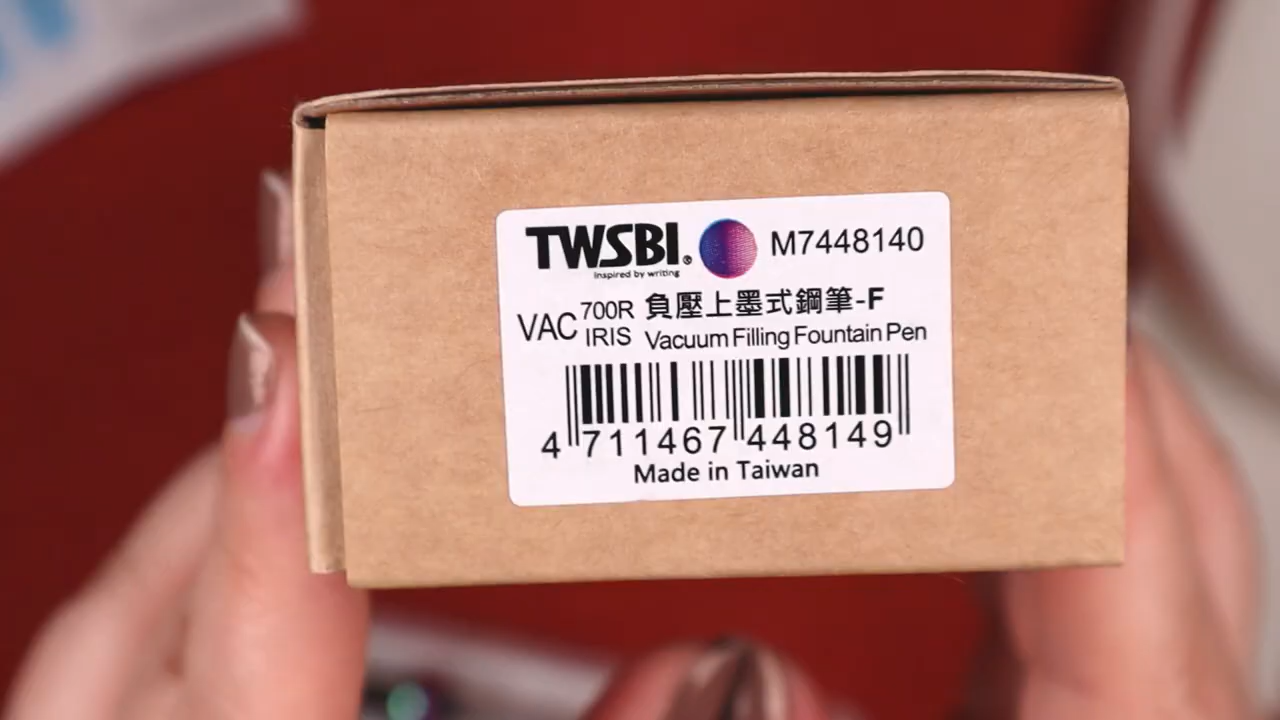 TWSBI® M7448140
inspired by writing
VAC 700R IRIS 負壓上墨式鋼筆-F
Vacuum Filling Fountain Pen
4 711467 448149
Made in Taiwan